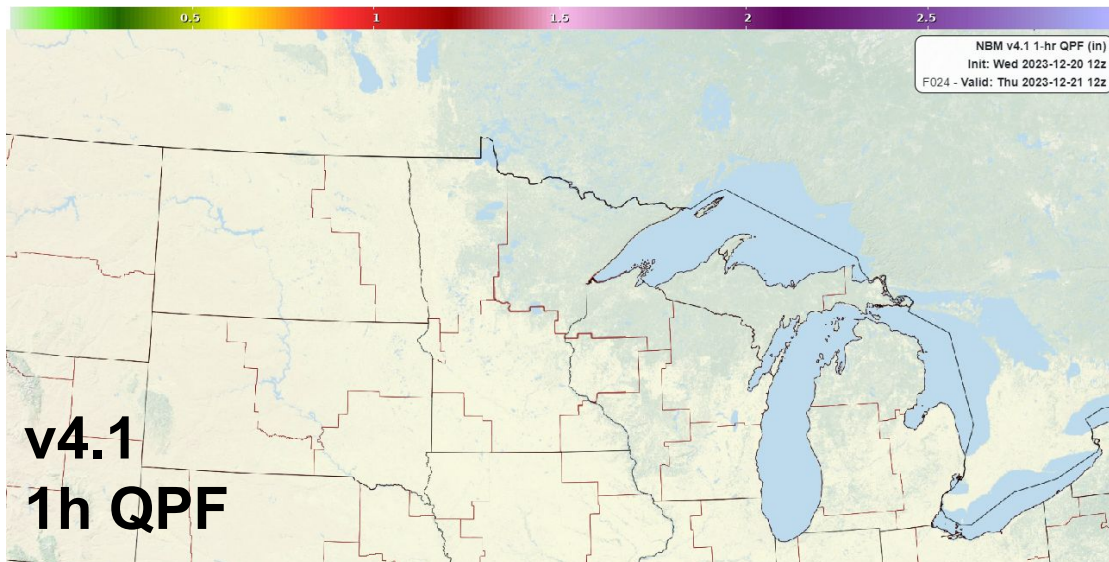 0.5 1 1.5 2 2.5
NBM v4.1 1-hr QPF (in)
Init: Wed 2023-12-20 12z
F024 - Valid: Thu 2023-12-21 12z
v4.1
1h QPF